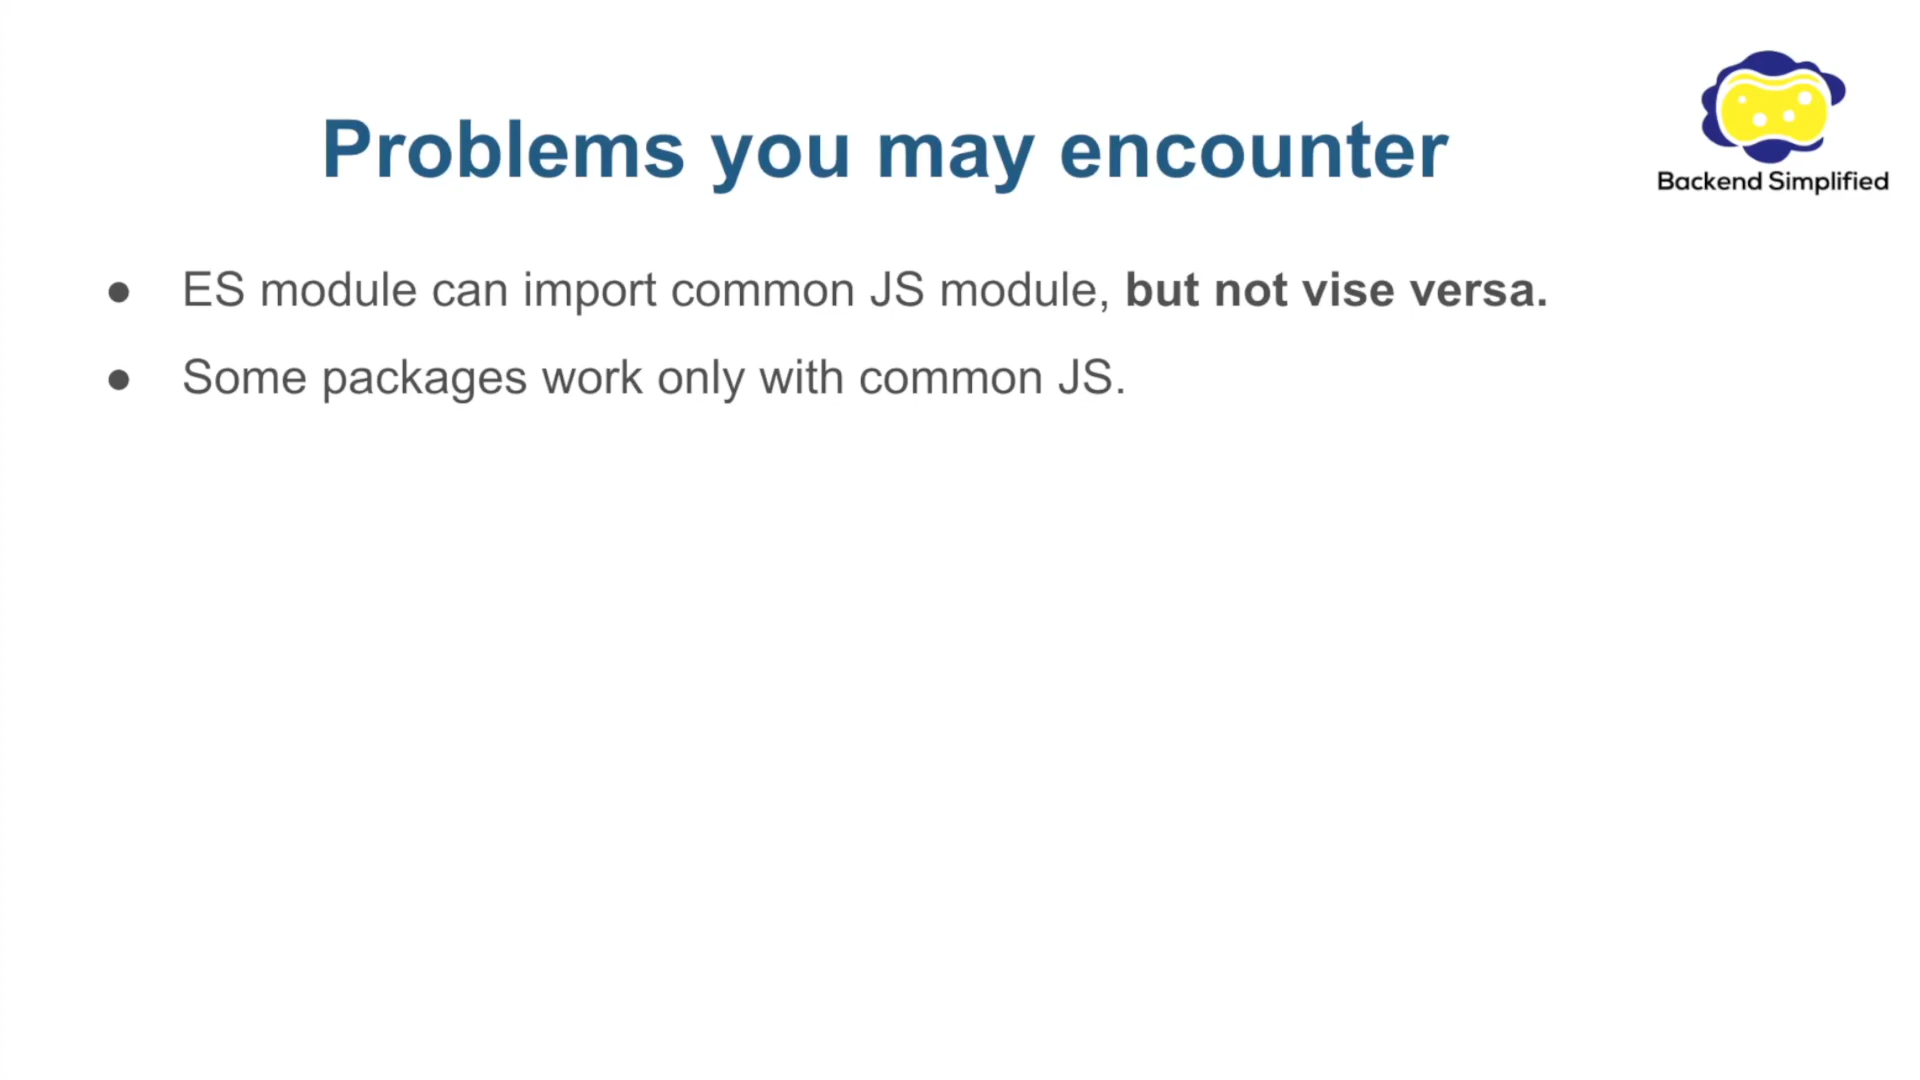 Problems you may encounter
Backend Simplified
● ES module can import common JS module, but not vise versa.
● Some packages work only with common JS.